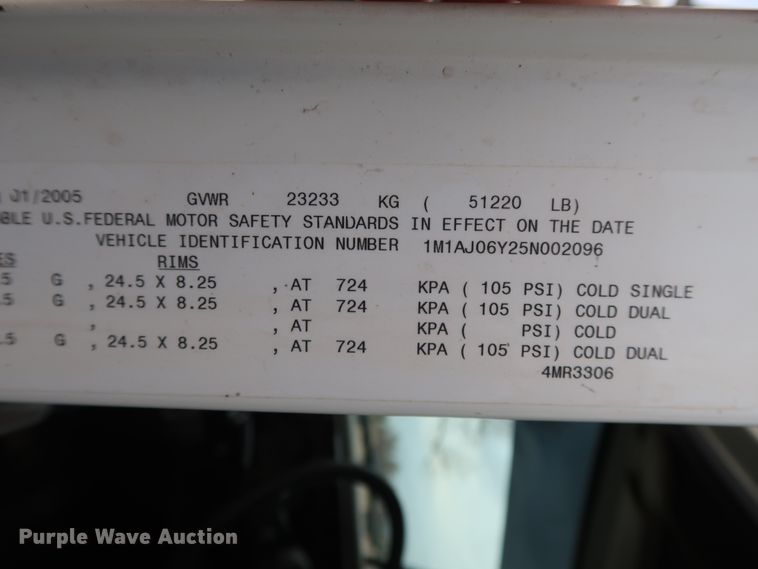 01/2005 GVWR 23233 KG ( 51220 LB)
U.S.FEDERAL MOTOR SAFETY STANDARDS IN EFFECT ON THE DATE
VEHICLE IDENTIFICATION NUMBER 1M1AJ06Y25N002096
RIMS
5 G , 24.5 X 8.25 , AT 724 KPA ( 105 PSI) COLD SINGLE
.5 G , 24.5 X 8.25 , AT 724 KPA ( 105 PSI) COLD DUAL
, , AT KPA ( PSI) COLD
.5 G , 24.5 X 8.25 , AT 724 KPA ( 105 PSI) COLD DUAL
4MR3306
Purple Wave Auction